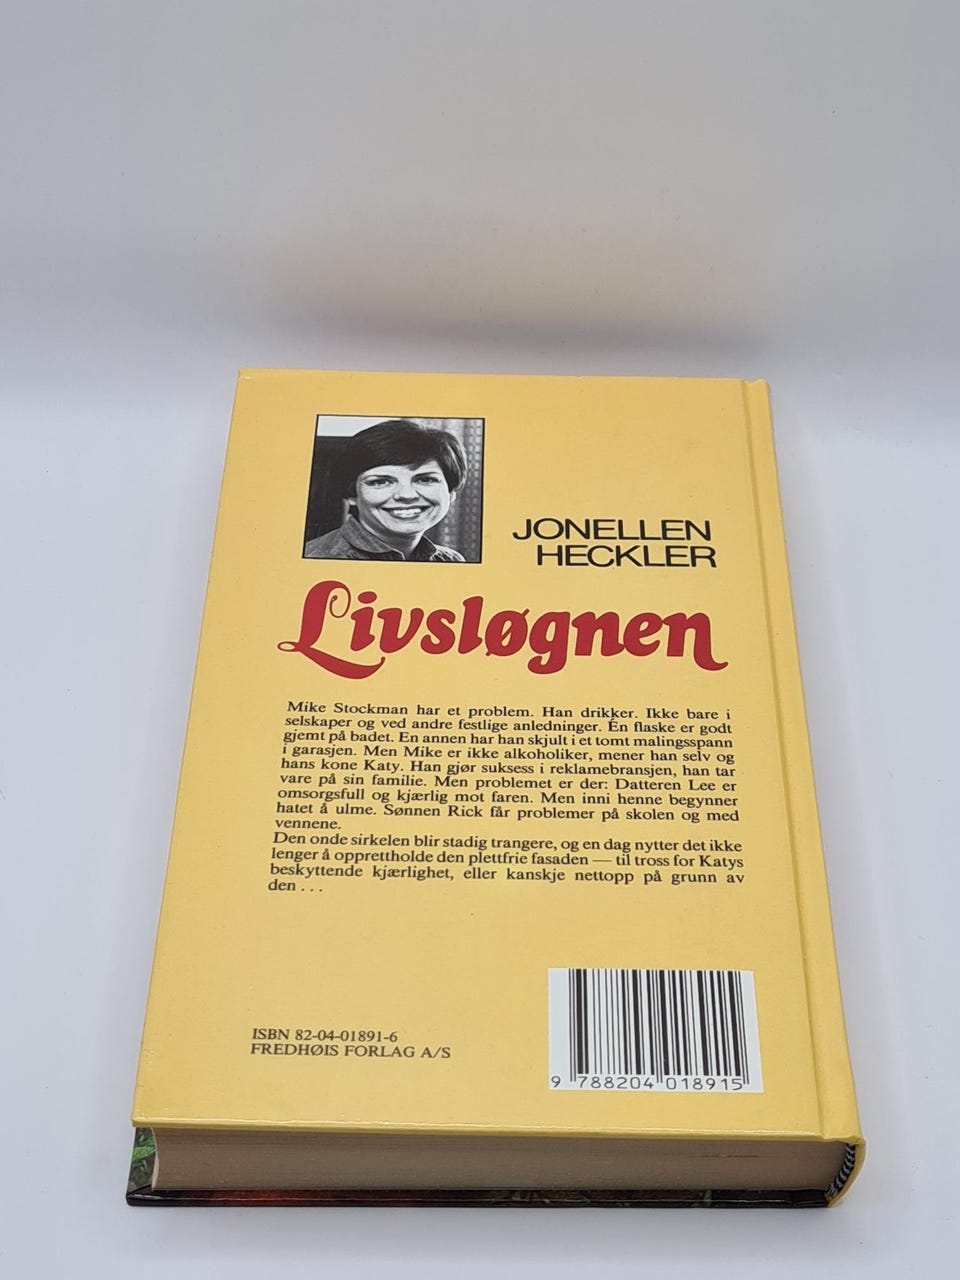 JONELLEN
HECKLER
Livsløgnen
Mike Stockman har et problem. Han drikker. Ikke bare i
selskaper og ved andre festlige anledninger. Én flaske er godt
gjemt på badet. En annen har han skjult i et tomt malingsspann
i garasjen. Men Mike er ikke alkoholiker, mener han selv og
hans kone Katy. Han gjør suksess i reklamebransjen, han tar
vare på sin familie. Men problemet er der: Datteren Lee er
omsorgsfull og kjærlig mot faren. Men inni henne begynner
hatet å ulme. Sønnen Rick får problemer på skolen og med
vennene.
Den onde sirkelen blir stadig trangere, og en dag nytter det ikke
lenger å opprettholde den plettfrie fasaden — til tross for Katys
beskyttende kjærlighet, eller kanskje nettopp på grunn av
den . . .
ISBN 82-04-01891-6
FREDHØIS FORLAG A/S
9 788204 018915